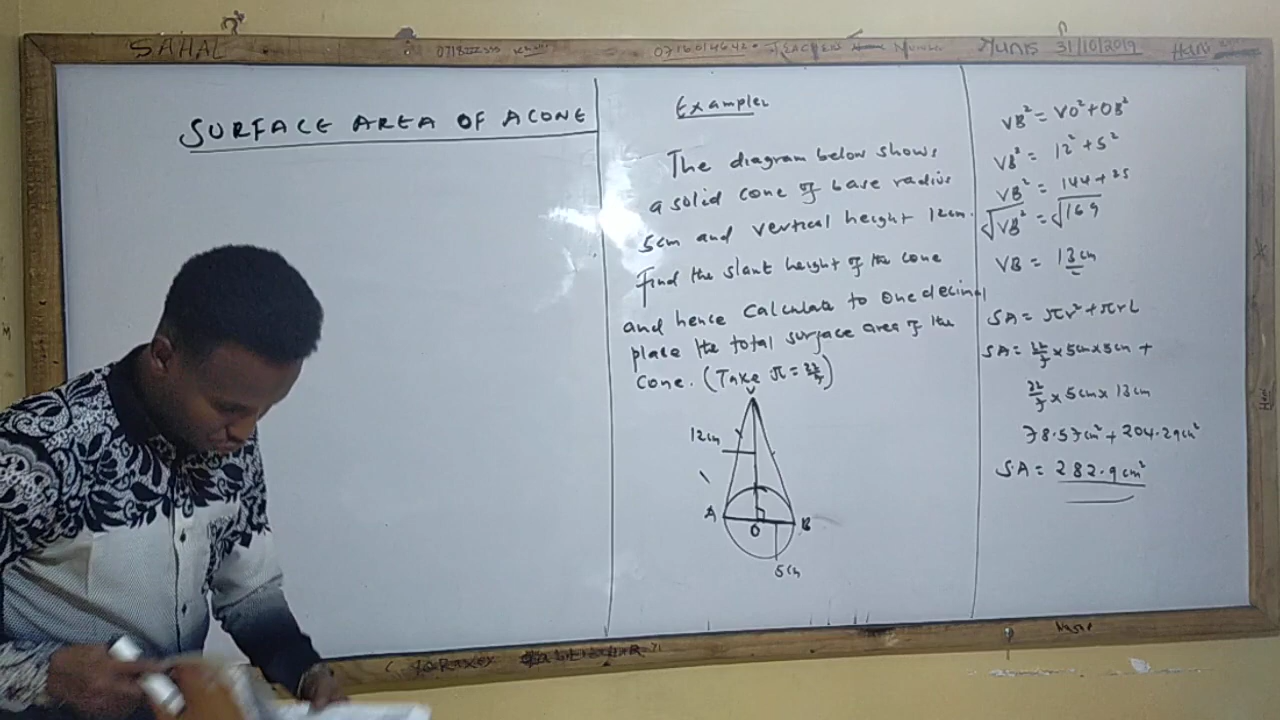 SAHAL
YUNIS 31/10/2019
SURFACE AREA OF A CONE
Examples
The diagram below shows
a solid cone of base radius
5cm and vertical height 12cm.
Find the slant height of the cone
and hence calculate to one decimal
place the total surface area of the
cone. (Take π = 22/7)
V
12cm
A
O
B
5cm
VB² = VO² + OB²
VB² = 12² + 5²
VB² = 144 + 25
√VB² = √169
VB = 13cm
SA = πr² + πrL
SA = 22/7 × 5cm × 5cm +
22/7 × 5cm × 13cm
78.57cm² + 204.29cm²
SA = 282.9cm²